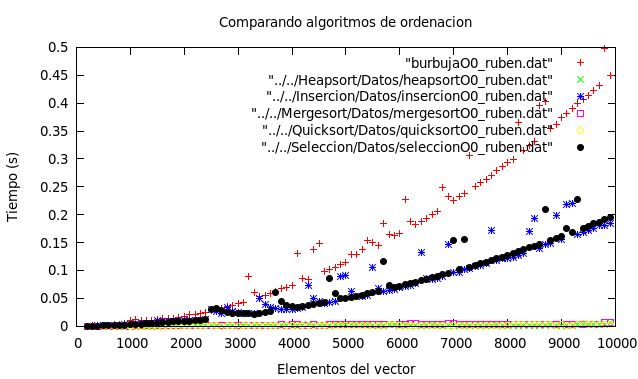 Comparando algoritmos de ordenacion
0.5
0.45
0.4
0.35
0.3
0.25
0.2
0.15
0.1
0.05
0
Tiempo (s)
"burbujaO0_ruben.dat"
"../../Heapsort/Datos/heapsortO0_ruben.dat"
"../../Insercion/Datos/insercionO0_ruben.dat"
"../../Mergesort/Datos/mergesortO0_ruben.dat"
"../../Quicksort/Datos/quicksortO0_ruben.dat"
"../../Seleccion/Datos/seleccionO0_ruben.dat"
0 1000 2000 3000 4000 5000 6000 7000 8000 9000 10000
Elementos del vector